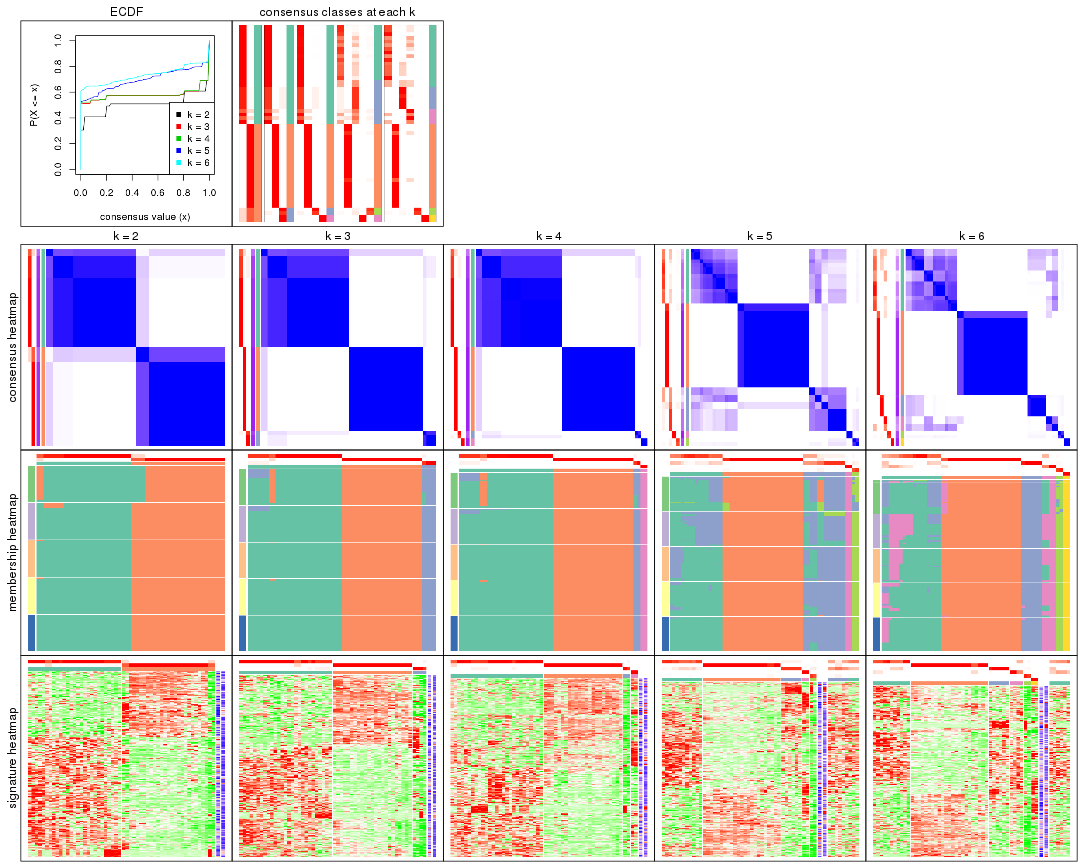 ECDF
consensus classes at each k
P(X <= x)
0.0 0.2 0.4 0.6 0.8 1.0
k = 2
k = 3
k = 4
k = 5
k = 6
0.0 0.2 0.4 0.6 0.8 1.0
consensus value (x)
k = 2
k = 3
k = 4
k = 5
k = 6
consensus heatmap
membership heatmap
signature heatmap